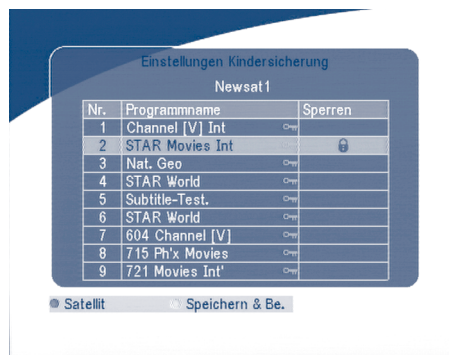 Einstellungen Kindersicherung
Newsat1
Nr. Programmname Sperren
1 Channel [V] Int
2 STAR Movies Int
3 Nat. Geo
4 STAR World
5 Subtitle-Test.
6 STAR World
7 604 Channel [V]
8 715 Ph'x Movies
9 721 Movies Int'
Satellit Speichern & Be.